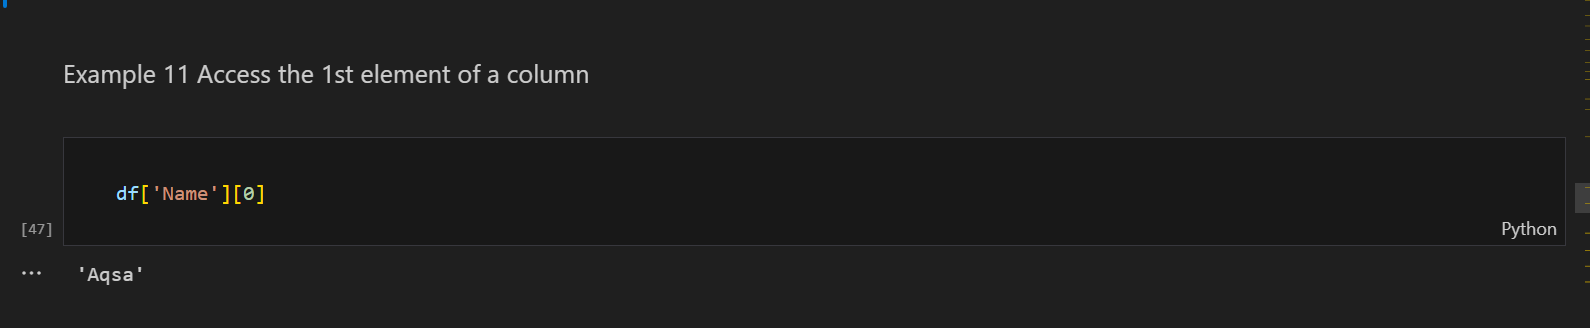 Example 11 Access the 1st element of a column
df['Name'][0]
[47]
Python
... 'Aqsa'